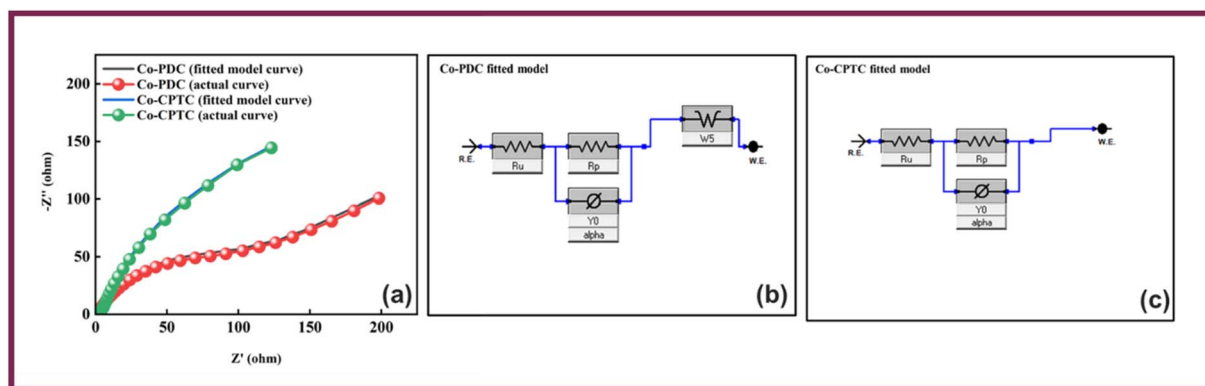 Co-PDC (fitted model curve)
Co-PDC (actual curve)
Co-CPTC (fitted model curve)
Co-CPTC (actual curve)
200
150
100
50
0
-Z'' (ohm)
0 50 100 150 200
Z' (ohm)
(a)
Co-PDC fitted model
R.E.
Ru
Rp
Y0
alpha
W5
W.E.
(b)
Co-CPTC fitted model
R.E.
Ru
Rp
Y0
alpha
W.E.
(c)